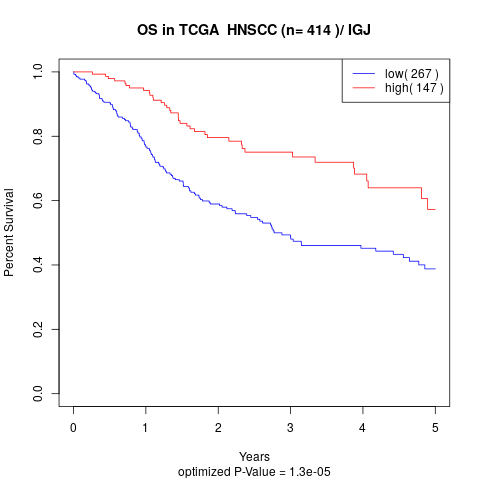 OS in TCGA  HNSCC (n= 414 )/ IGJ
low( 267 )
high( 147 )
Percent Survival
1.0
0.8
0.6
0.4
0.2
0.0
0 1 2 3 4 5
Years
optimized P-Value = 1.3e-05